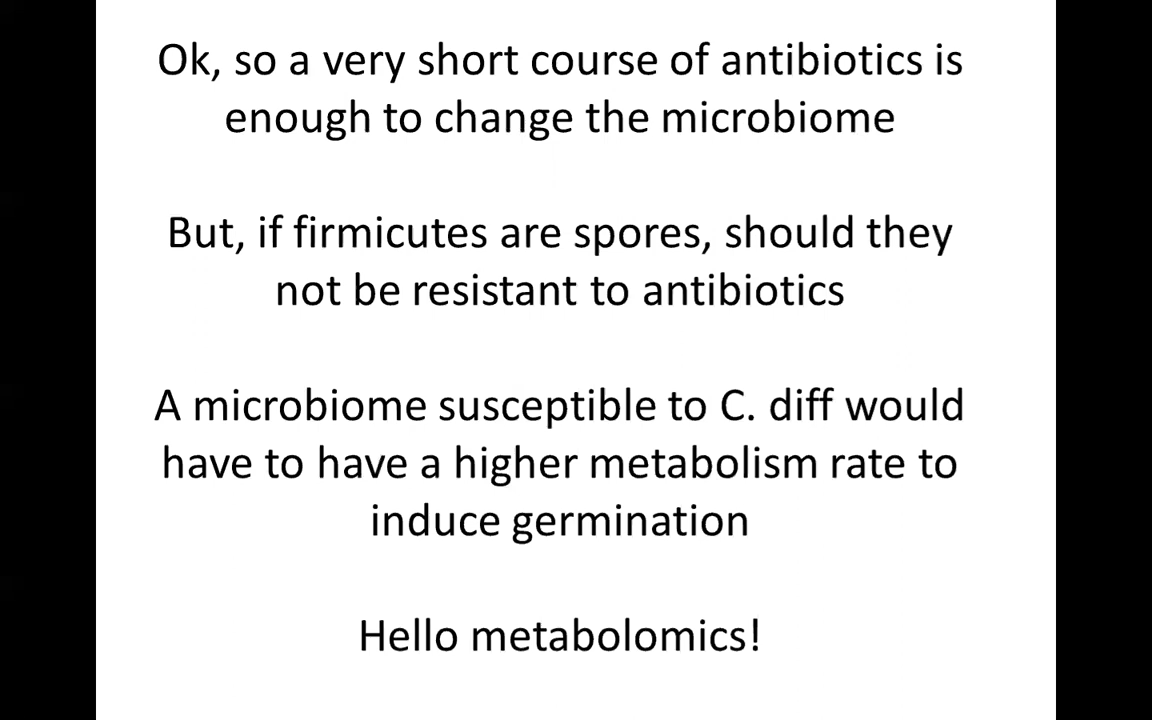 Ok, so a very short course of antibiotics is
enough to change the microbiome
But, if firmicutes are spores, should they
not be resistant to antibiotics
A microbiome susceptible to C. diff would
have to have a higher metabolism rate to
induce germination
Hello metabolomics!